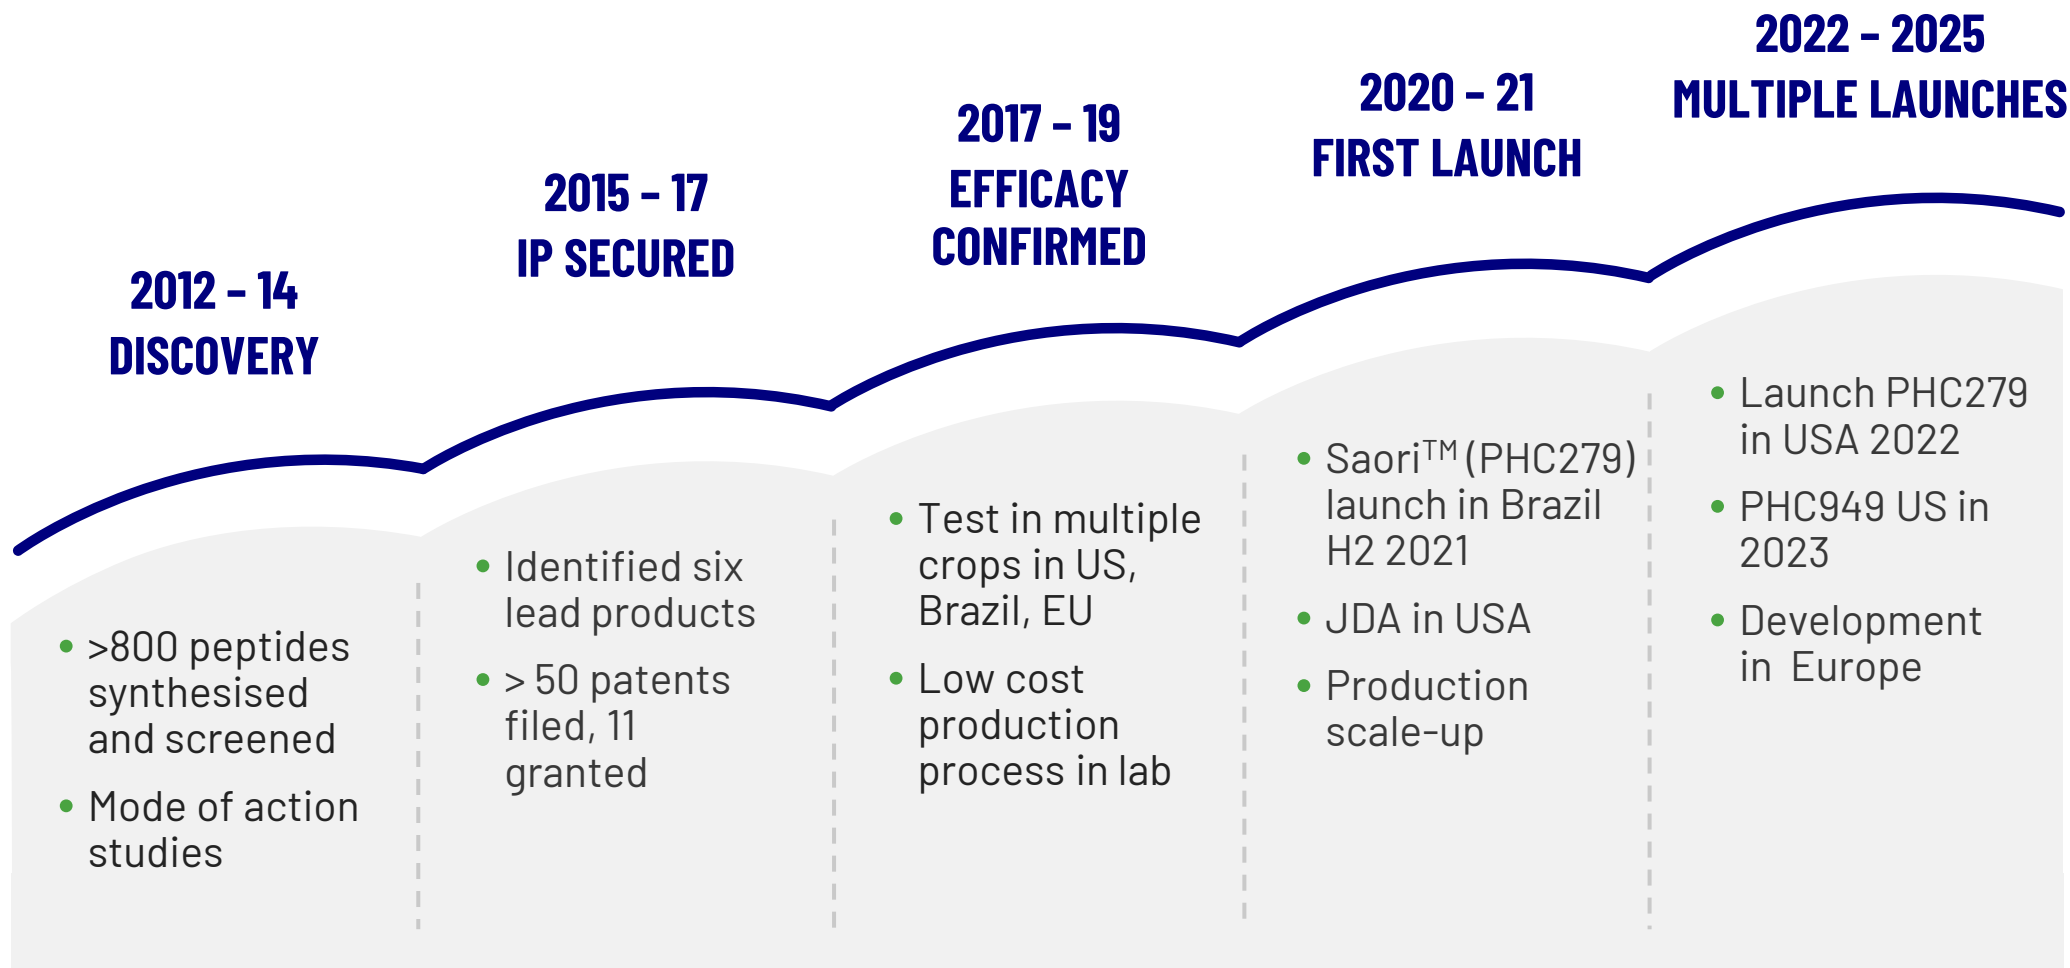 2012 – 14
DISCOVERY
>800 peptides
synthesised
and screened
Mode of action
studies
2015 – 17
IP SECURED
Identified six
lead products
> 50 patents
filed, 11
granted
2017 – 19
EFFICACY
CONFIRMED
Test in multiple
crops in US,
Brazil, EU
Low cost
production
process in lab
2020 – 21
FIRST LAUNCH
Saori™ (PHC279)
launch in Brazil
H2 2021
JDA in USA
Production
scale-up
2022 – 2025
MULTIPLE LAUNCHES
Launch PHC279
in USA 2022
PHC949 US in
2023
Development
in  Europe